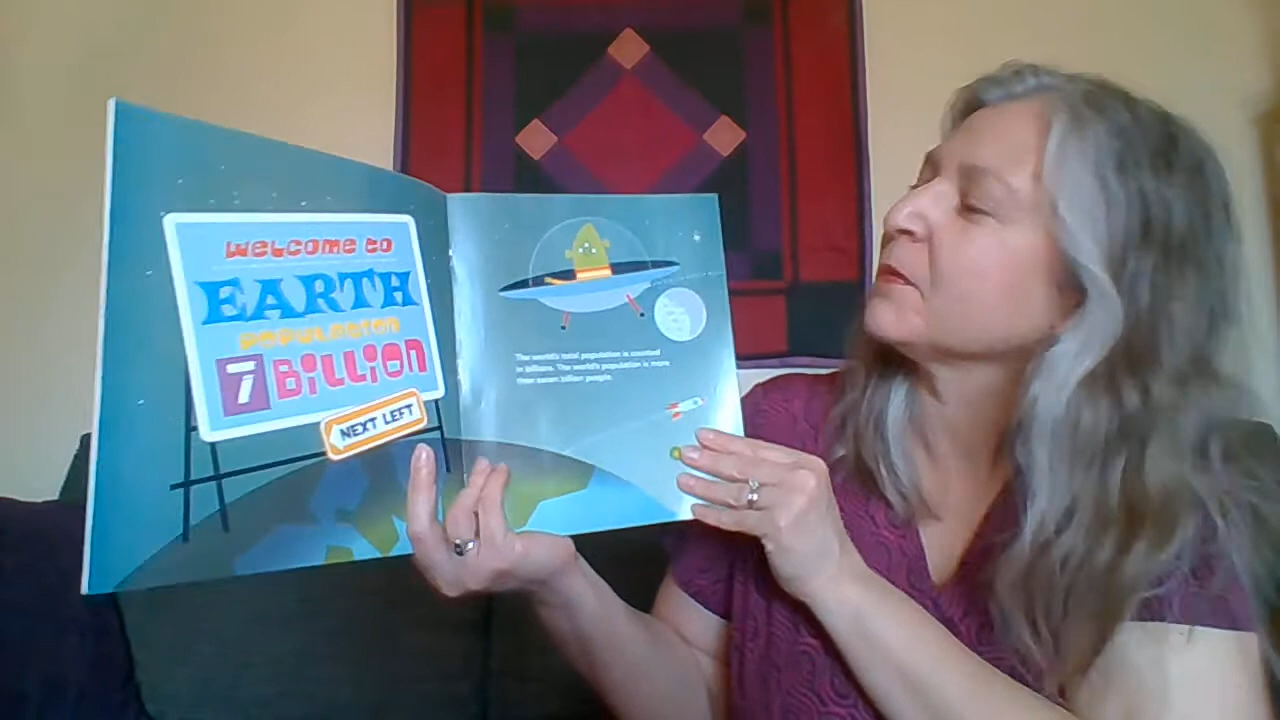 WELCOME to
EARTH
POPULATION
7 BILLION
NEXT LEFT
The world's total population is counted
in billions. The world's population is more
than seven billion people.